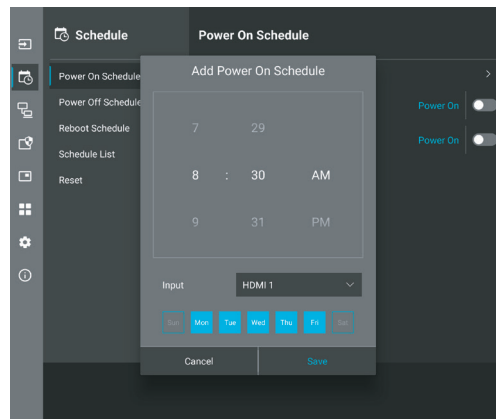 Schedule
Power On Schedule
Power On Schedule
Power Off Schedule
Reboot Schedule
Schedule List
Reset
Add Power On Schedule
7 29
8 : 30 AM
9 31 PM
Input HDMI 1
Sun Mon Tue Wed Thu Fri Sat
Cancel Save
Power On
Power On